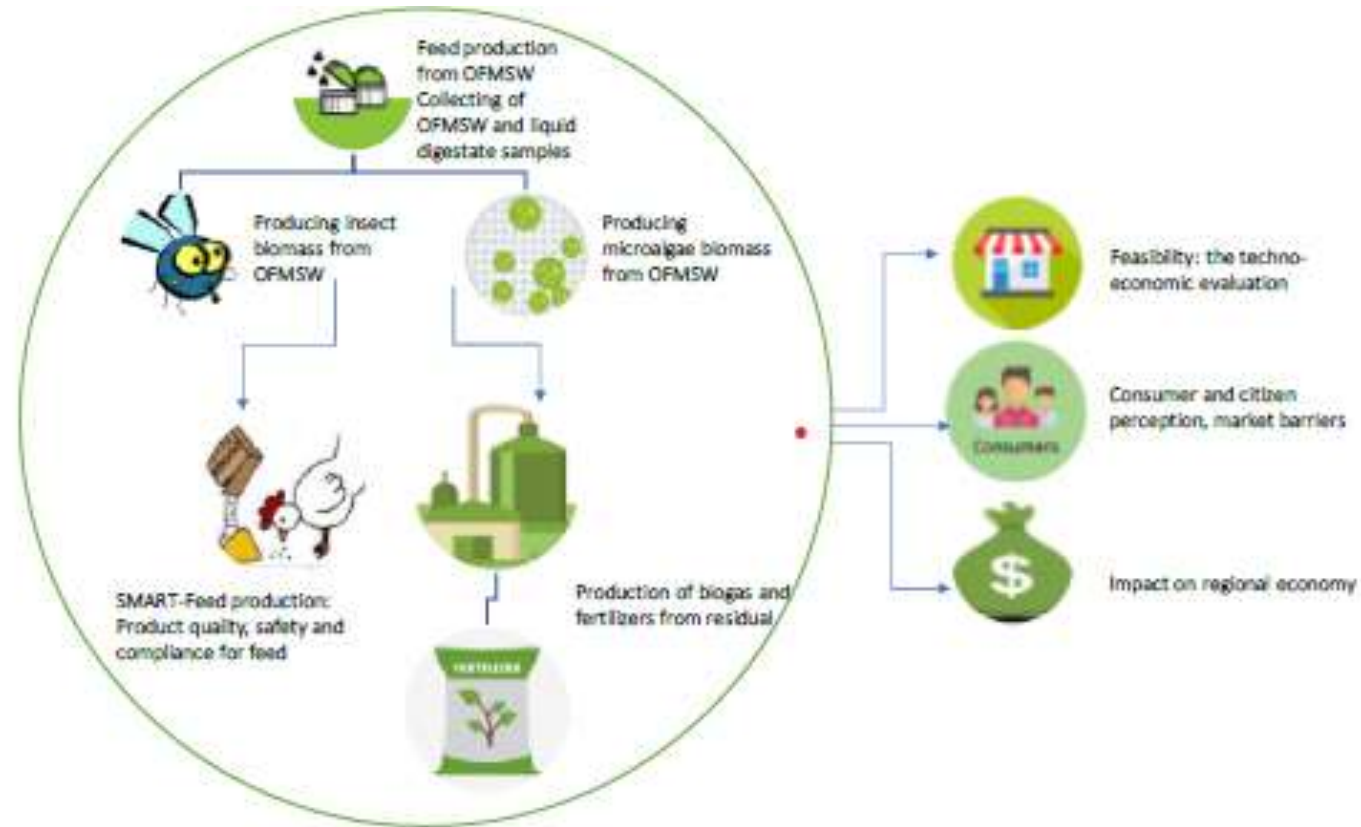 Feed production
from OFMSW
Collecting of
OFMSW and liquid
digestate samples
Producing insect
biomass from
OFMSW
Producing
microalgae biomass
from OFMSW
SMART-Feed production:
Product quality, safety and
compliance for feed
Production of biogas and
fertilizers from residual
FERTILIZER
Feasibility: the techno-
economic evaluation
Consumers
Consumer and citizen
perception, market barriers
$
Impact on regional economy